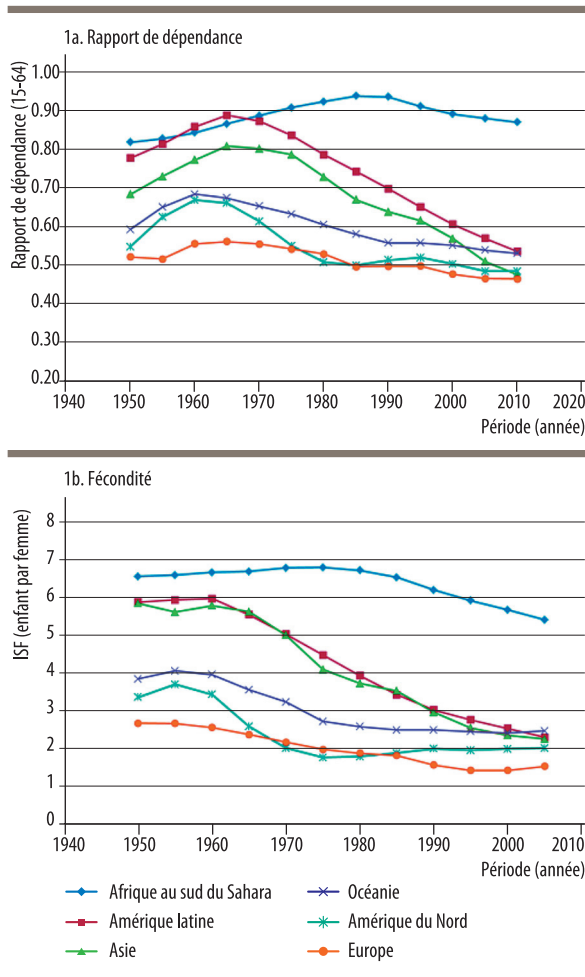 1a. Rapport de dépendance
Rapport de dépendance (15-64)
1.00
0.90
0.80
0.70
0.60
0.50
0.40
0.30
0.20
1940 1950 1960 1970 1980 1990 2000 2010 2020
Période (année)
1b. Fécondité
ISF (enfant par femme)
8
7
6
5
4
3
2
1
0
1940 1950 1960 1970 1980 1990 2000 2010
Période (année)
Afrique au sud du Sahara
Océanie
Amérique latine
Amérique du Nord
Asie
Europe